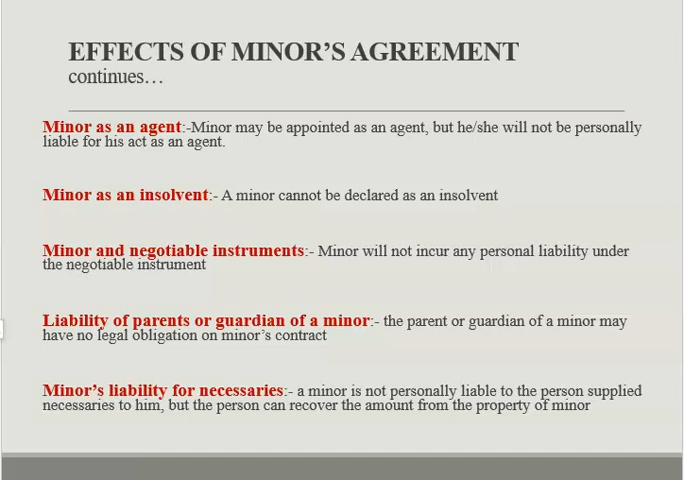 EFFECTS OF MINOR'S AGREEMENT
continues…
Minor as an agent:-Minor may be appointed as an agent, but he/she will not be personally
liable for his act as an agent.
Minor as an insolvent:- A minor cannot be declared as an insolvent
Minor and negotiable instruments:- Minor will not incur any personal liability under
the negotiable instrument
Liability of parents or guardian of a minor:- the parent or guardian of a minor may
have no legal obligation on minor's contract
Minor's liability for necessaries:- a minor is not personally liable to the person supplied
necessaries to him, but the person can recover the amount from the property of minor